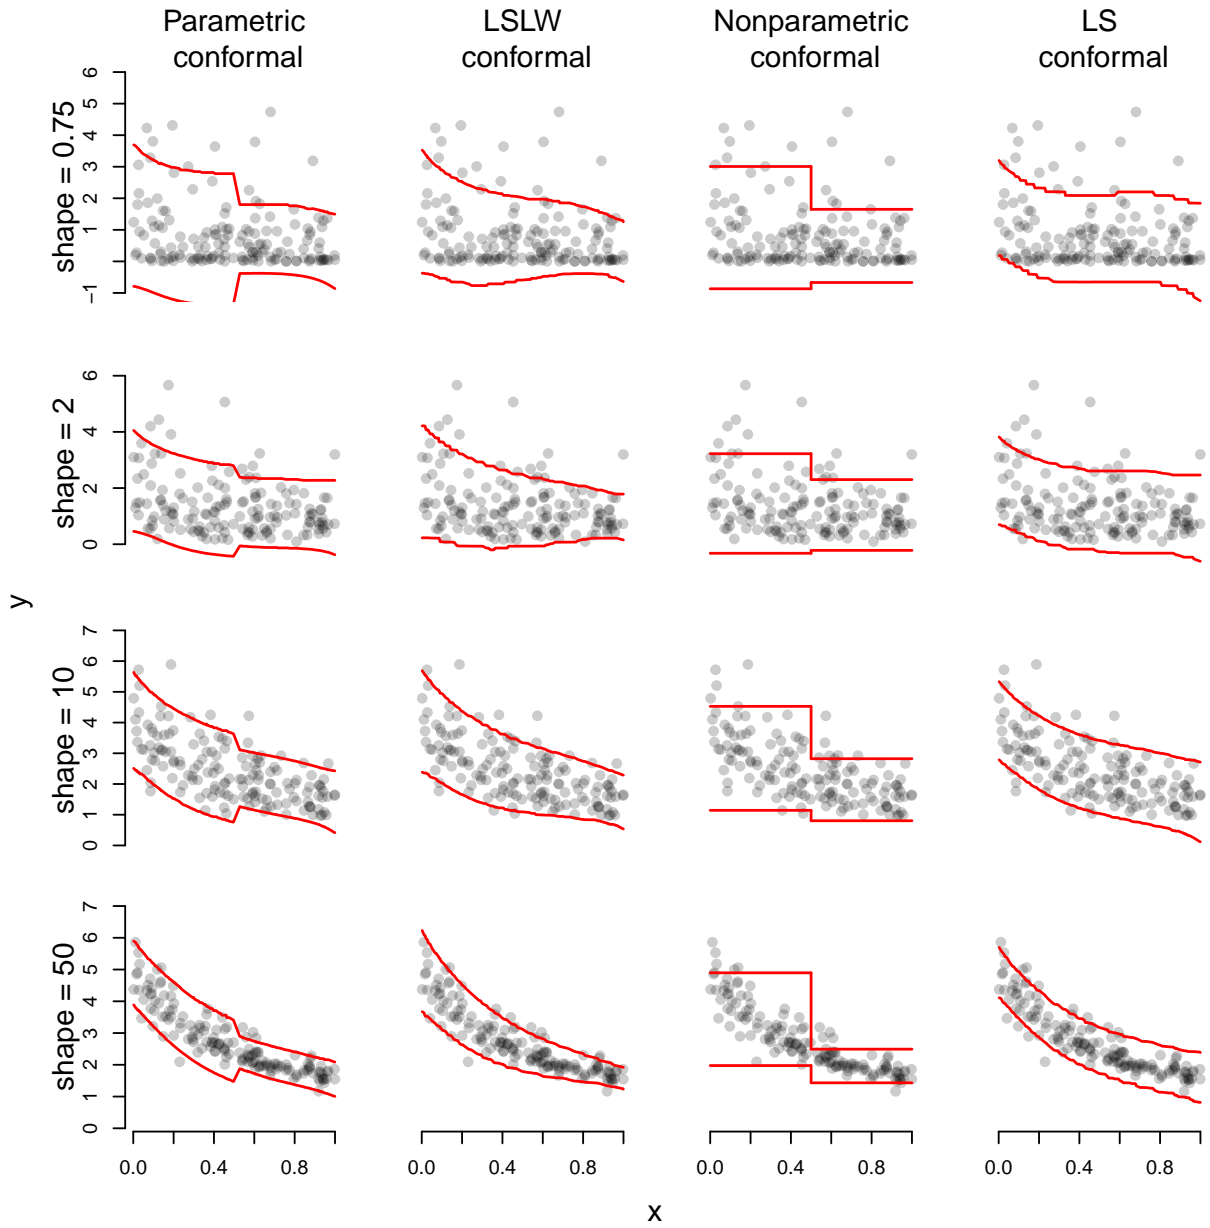 Parametric
conformal
LSLW
conformal
Nonparametric
conformal
LS
conformal
shape = 0.75
−1 0 1 2 3 4 5 6
shape = 2
0 2 4 6
shape = 10
0 1 2 3 4 5 6 7
shape = 50
0 1 2 3 4 5 6 7
y
0.0 0.4 0.8
0.0 0.4 0.8
0.0 0.4 0.8
0.0 0.4 0.8
x